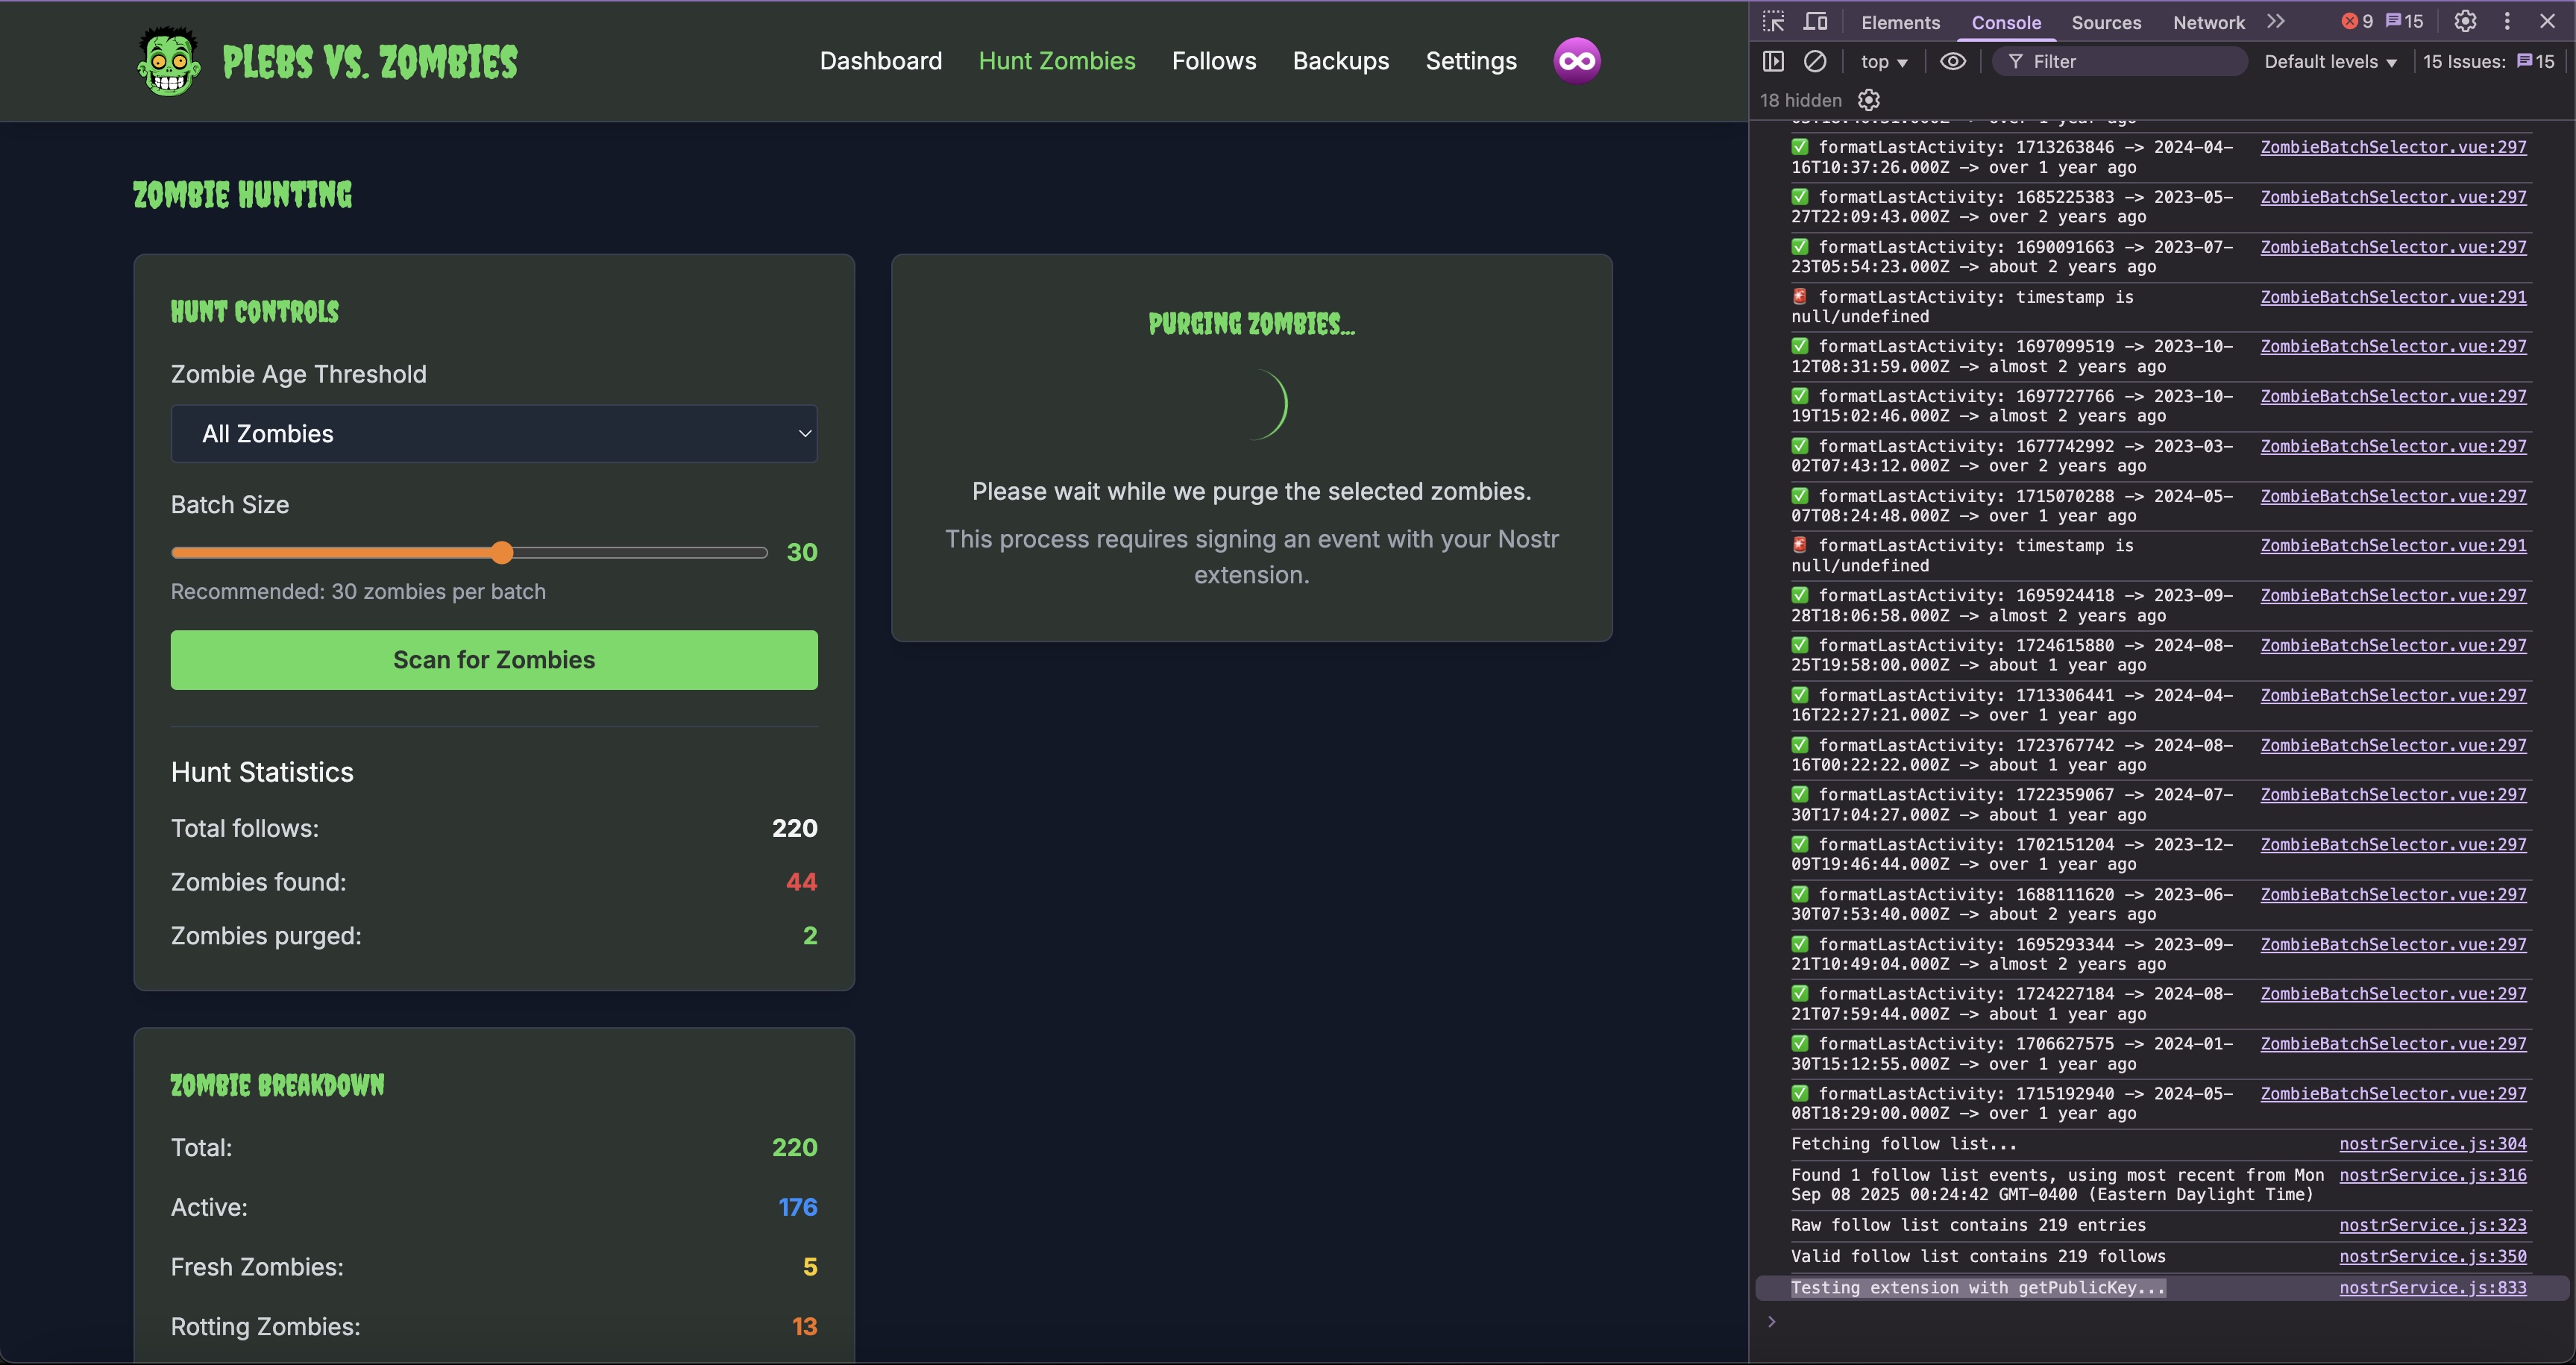 PLEBS VS. ZOMBIES
Dashboard
Hunt Zombies
Follows
Backups
Settings
ZOMBIE HUNTING
HUNT CONTROLS
Zombie Age Threshold
All Zombies
Batch Size
30
Recommended: 30 zombies per batch
Scan for Zombies
Hunt Statistics
Total follows: 220
Zombies found: 44
Zombies purged: 2
ZOMBIE BREAKDOWN
Total: 220
Active: 176
Fresh Zombies: 5
Rotting Zombies: 13
PURGING ZOMBIES...
Please wait while we purge the selected zombies.
This process requires signing an event with your Nostr
extension.
Elements Console Sources Network 9 15
top Filter Default levels 15 Issues: 15
18 hidden
✅ formatLastActivity: 1713263846 -> 2024-04- ZombieBatchSelector.vue:297
16T10:37:26.000Z -> over 1 year ago
✅ formatLastActivity: 1685225383 -> 2023-05- ZombieBatchSelector.vue:297
27T22:09:43.000Z -> over 2 years ago
✅ formatLastActivity: 1690091663 -> 2023-07- ZombieBatchSelector.vue:297
23T05:54:23.000Z -> about 2 years ago
🚨 formatLastActivity: timestamp is ZombieBatchSelector.vue:291
null/undefined
✅ formatLastActivity: 1697099519 -> 2023-10- ZombieBatchSelector.vue:297
12T08:31:59.000Z -> almost 2 years ago
✅ formatLastActivity: 1697727766 -> 2023-10- ZombieBatchSelector.vue:297
19T15:02:46.000Z -> almost 2 years ago
✅ formatLastActivity: 1677742992 -> 2023-03- ZombieBatchSelector.vue:297
02T07:43:12.000Z -> over 2 years ago
✅ formatLastActivity: 1715070288 -> 2024-05- ZombieBatchSelector.vue:297
07T08:24:48.000Z -> over 1 year ago
🚨 formatLastActivity: timestamp is ZombieBatchSelector.vue:291
null/undefined
✅ formatLastActivity: 1695924418 -> 2023-09- ZombieBatchSelector.vue:297
28T18:06:58.000Z -> almost 2 years ago
✅ formatLastActivity: 1724615880 -> 2024-08- ZombieBatchSelector.vue:297
25T19:58:00.000Z -> about 1 year ago
✅ formatLastActivity: 1713306441 -> 2024-04- ZombieBatchSelector.vue:297
16T22:27:21.000Z -> over 1 year ago
✅ formatLastActivity: 1723767742 -> 2024-08- ZombieBatchSelector.vue:297
16T00:22:22.000Z -> about 1 year ago
✅ formatLastActivity: 1722359067 -> 2024-07- ZombieBatchSelector.vue:297
30T17:04:27.000Z -> about 1 year ago
✅ formatLastActivity: 1702151204 -> 2023-12- ZombieBatchSelector.vue:297
09T19:46:44.000Z -> over 1 year ago
✅ formatLastActivity: 1688111620 -> 2023-06- ZombieBatchSelector.vue:297
30T07:53:40.000Z -> about 2 years ago
✅ formatLastActivity: 1695293344 -> 2023-09- ZombieBatchSelector.vue:297
21T10:49:04.000Z -> almost 2 years ago
✅ formatLastActivity: 1724227184 -> 2024-08- ZombieBatchSelector.vue:297
21T07:59:44.000Z -> about 1 year ago
✅ formatLastActivity: 1706627575 -> 2024-01- ZombieBatchSelector.vue:297
30T15:12:55.000Z -> over 1 year ago
✅ formatLastActivity: 1715192940 -> 2024-05- ZombieBatchSelector.vue:297
08T18:29:00.000Z -> over 1 year ago
Fetching follow list... nostrService.js:304
Found 1 follow list events, using most recent from Mon nostrService.js:316
Sep 08 2025 00:24:42 GMT-0400 (Eastern Daylight Time)
Raw follow list contains 219 entries nostrService.js:323
Valid follow list contains 219 follows nostrService.js:350
Testing extension with getPublicKey... nostrService.js:833